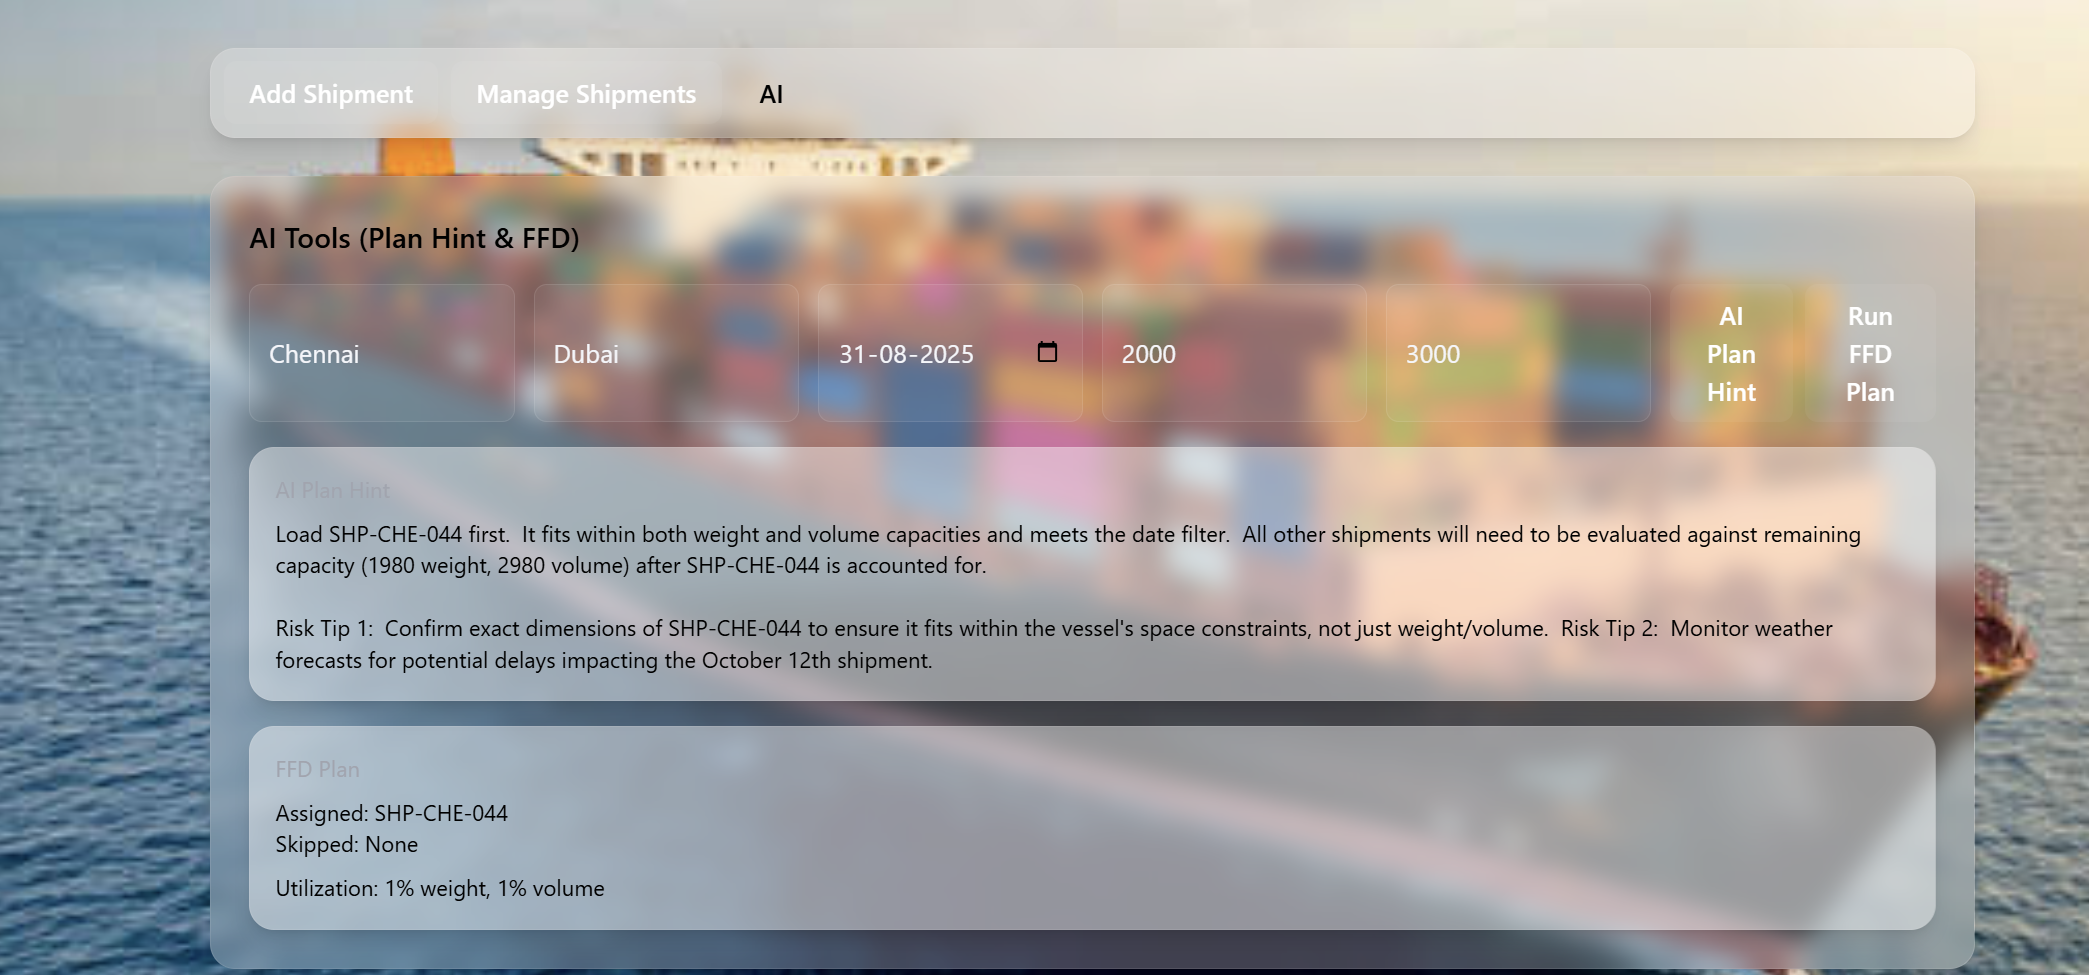 Add Shipment Manage Shipments AI
AI Tools (Plan Hint & FFD)
Chennai Dubai 31-08-2025 2000 3000 AI Plan Hint Run FFD Plan
AI Plan Hint
Load SHP-CHE-044 first.  It fits within both weight and volume capacities and meets the date filter.  All other shipments will need to be evaluated against remaining
capacity (1980 weight, 2980 volume) after SHP-CHE-044 is accounted for.
Risk Tip 1:  Confirm exact dimensions of SHP-CHE-044 to ensure it fits within the vessel's space constraints, not just weight/volume.  Risk Tip 2:  Monitor weather
forecasts for potential delays impacting the October 12th shipment.
FFD Plan
Assigned: SHP-CHE-044
Skipped: None
Utilization: 1% weight, 1% volume